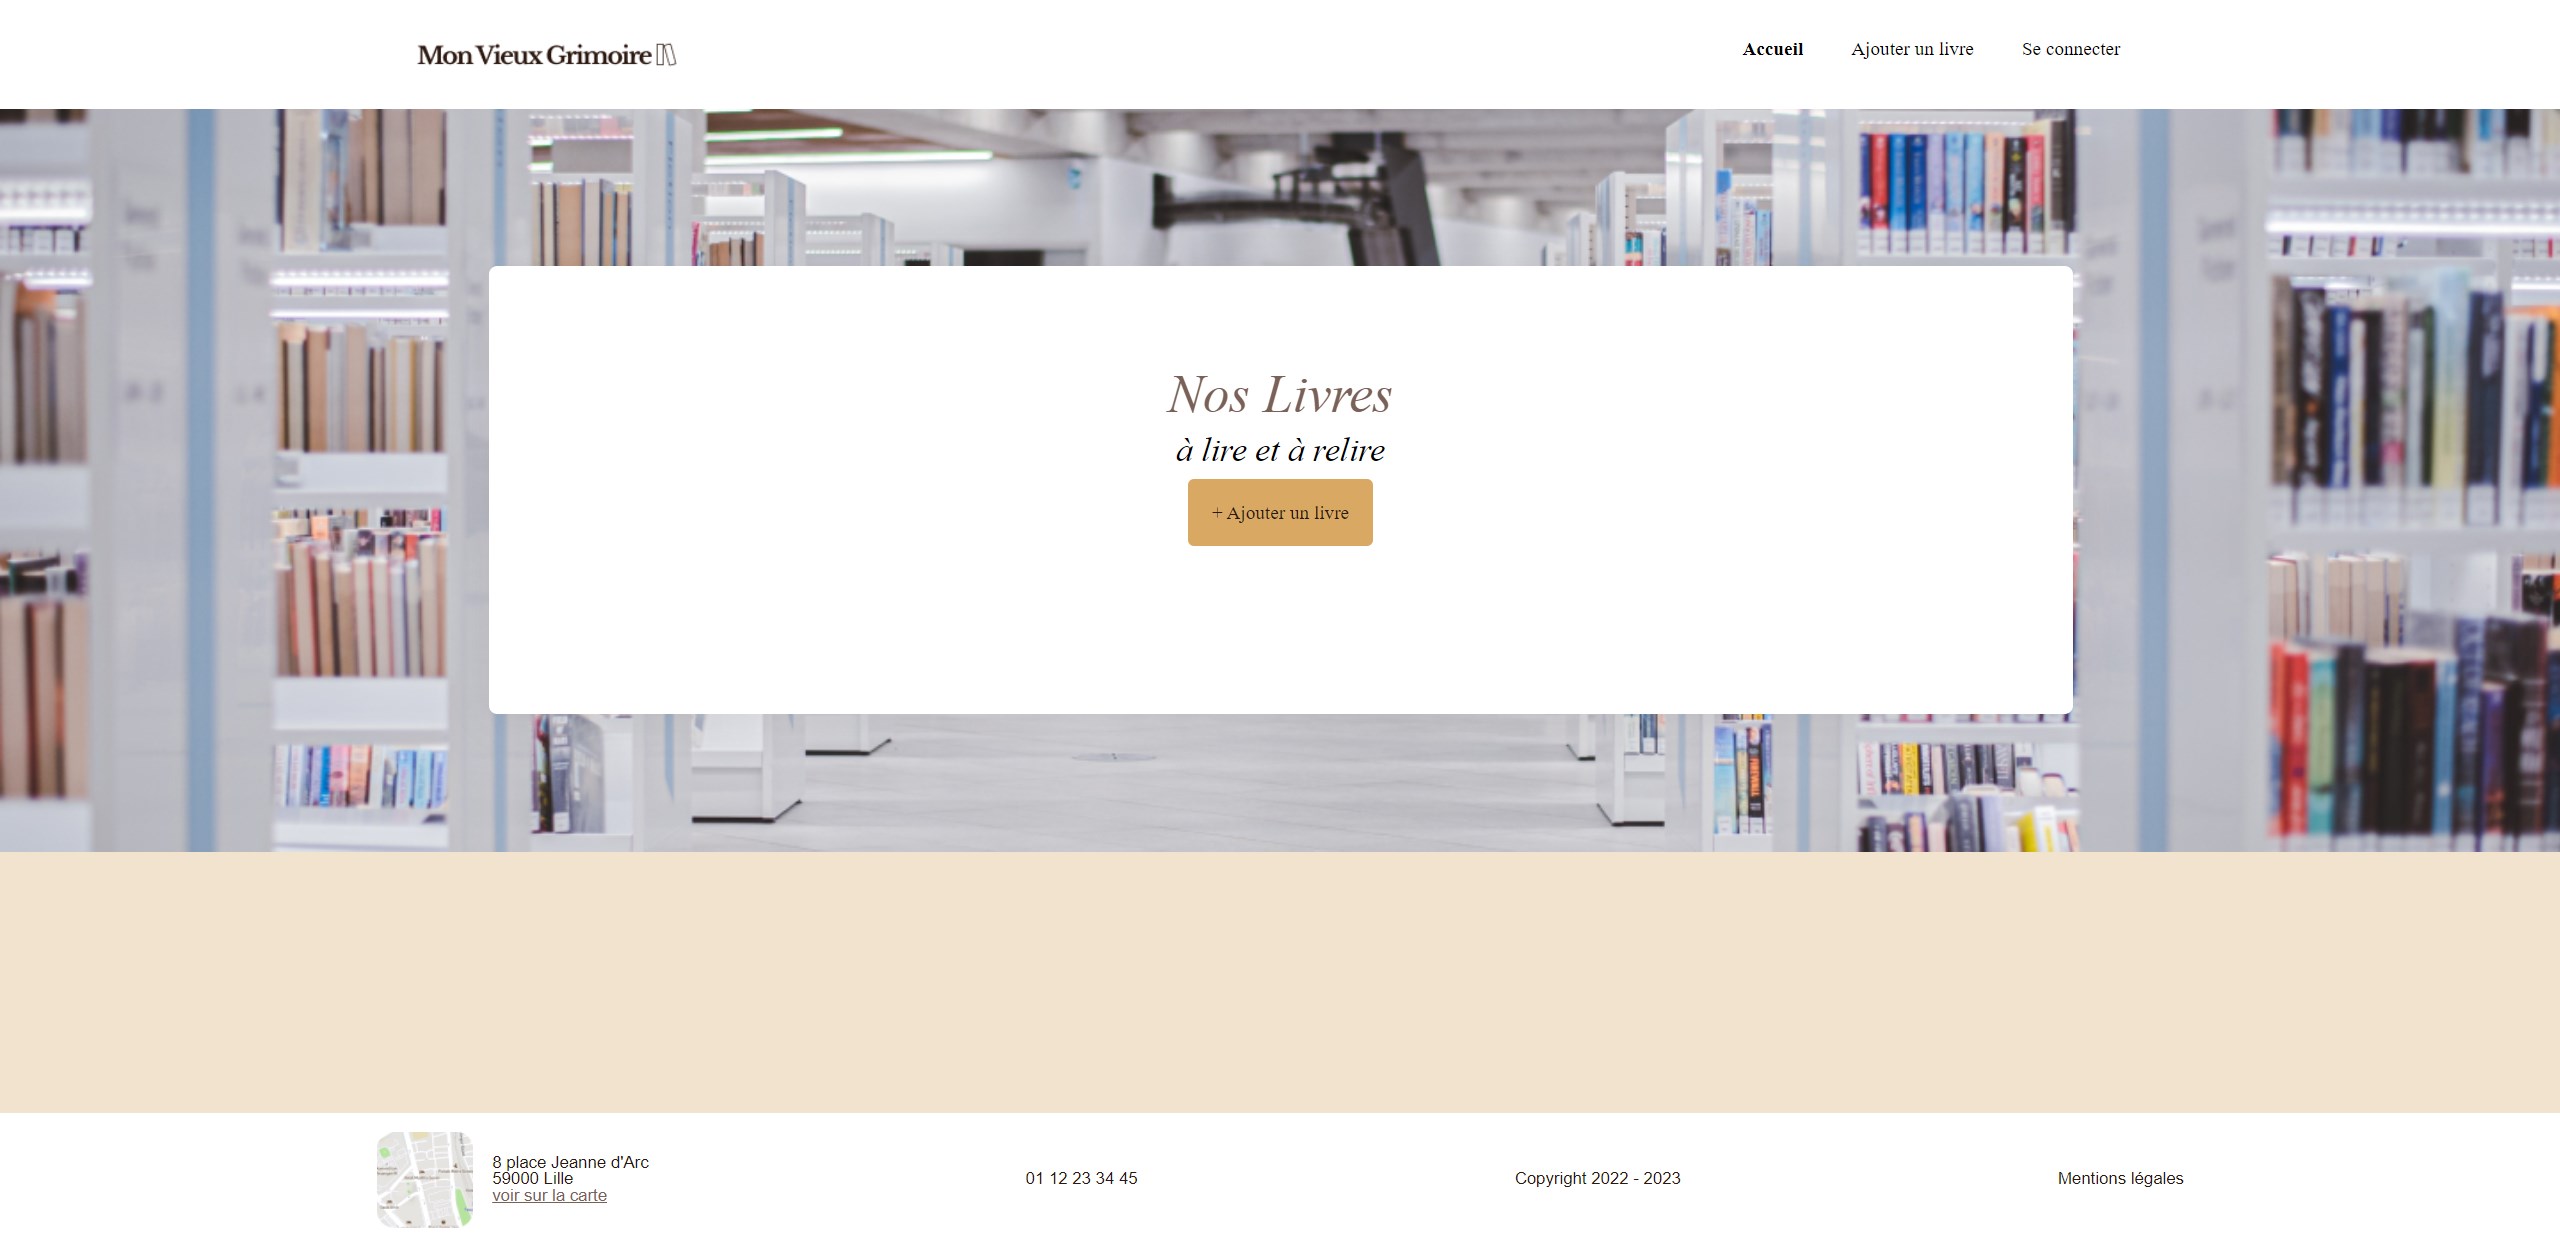 Mon Vieux Grimoire
Accueil
Ajouter un livre
Se connecter
Nos Livres
à lire et à relire
+ Ajouter un livre
8 place Jeanne d'Arc
59000 Lille
voir sur la carte
01 12 23 34 45
Copyright 2022 - 2023
Mentions légales